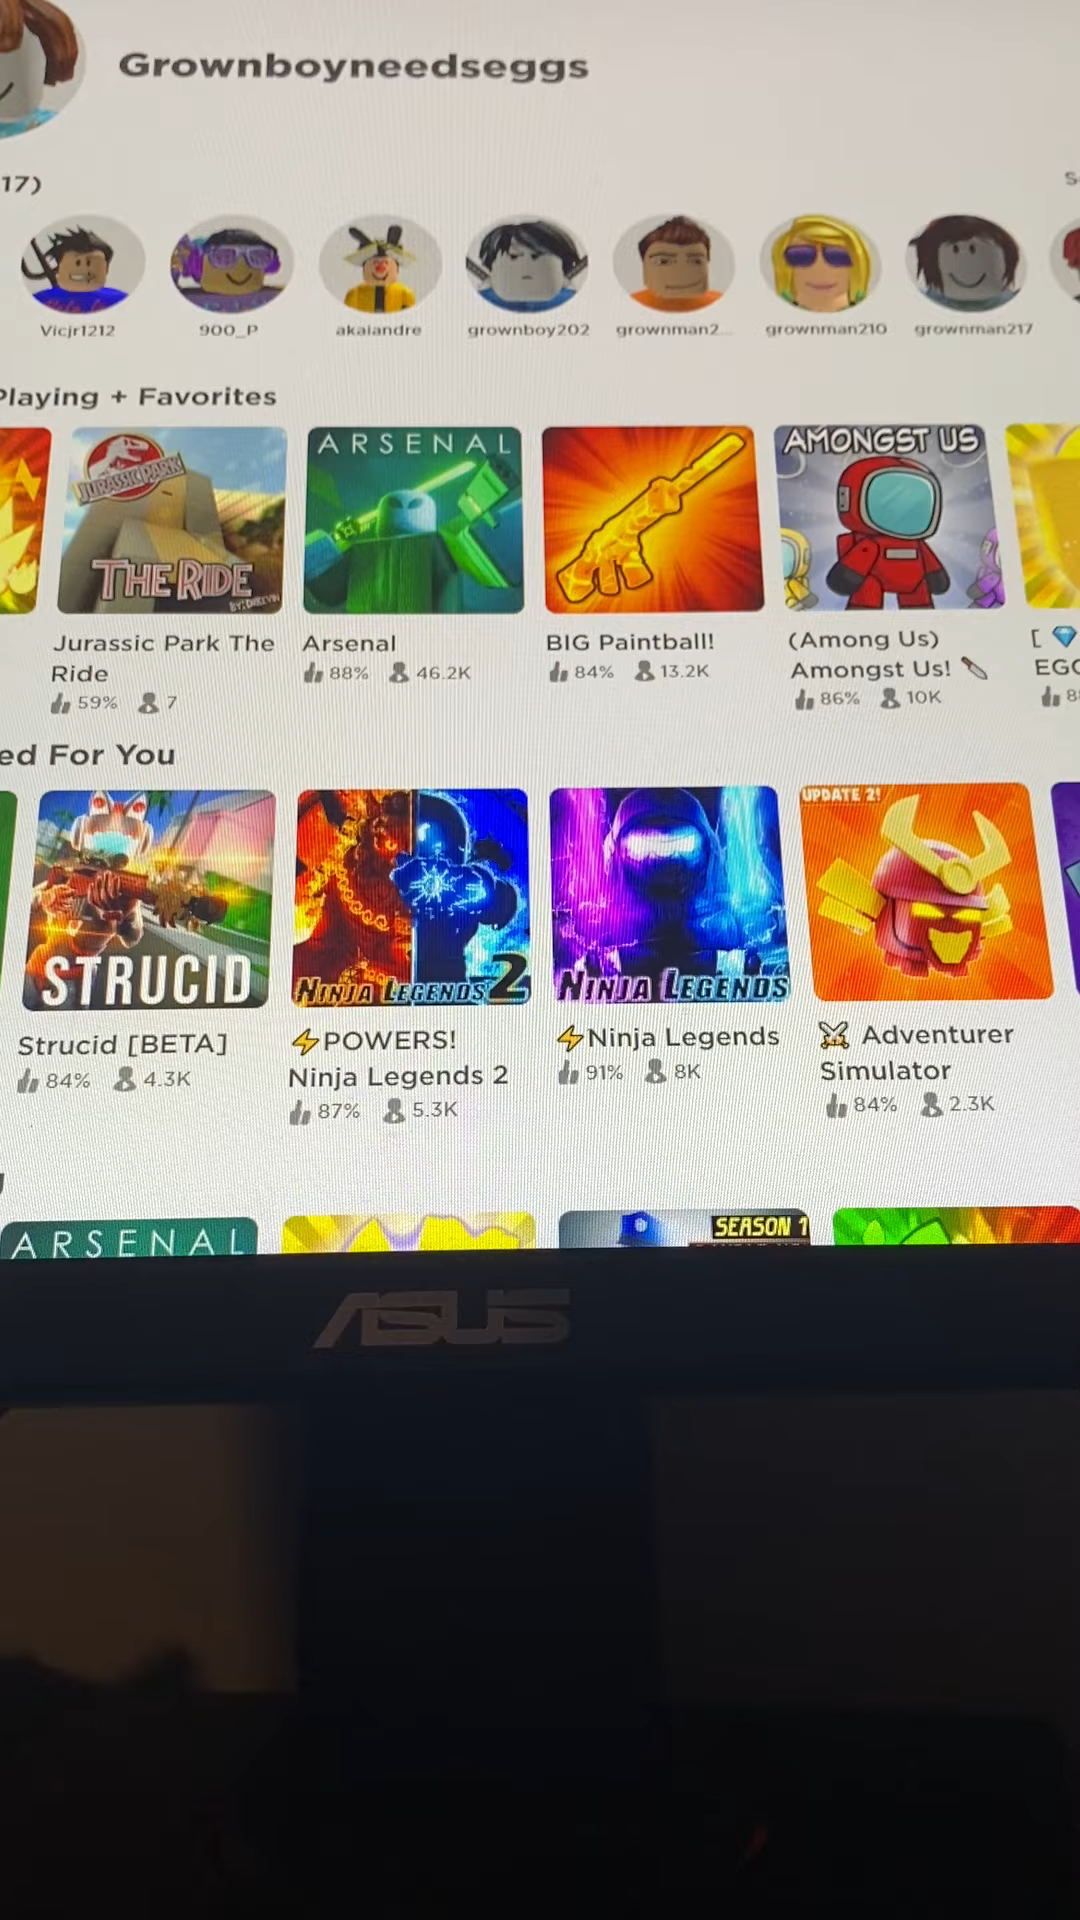 Grownboyneedseggs
17)
S
Vicjr1212 900_P akaiandre grownboy202 grownman2... grownman210 grownman217
Playing + Favorites
JURASSIC PARK
THE RIDE
ARSENAL
AMONGST US
Jurassic Park The Ride
59% 7
Arsenal
88% 46.2K
BIG Paintball!
84% 13.2K
(Among Us)
Amongst Us! 🔪
86% 10K
[ 💎
EGG
8
ed For You
STRUCID
NINJA LEGENDS 2
NINJA LEGENDS
UPDATE 2!
Strucid [BETA]
84% 4.3K
⚡POWERS!
Ninja Legends 2
87% 5.3K
⚡Ninja Legends
91% 8K
⚔ Adventurer
Simulator
84% 2.3K
ARSENAL
SEASON 1
ASUS